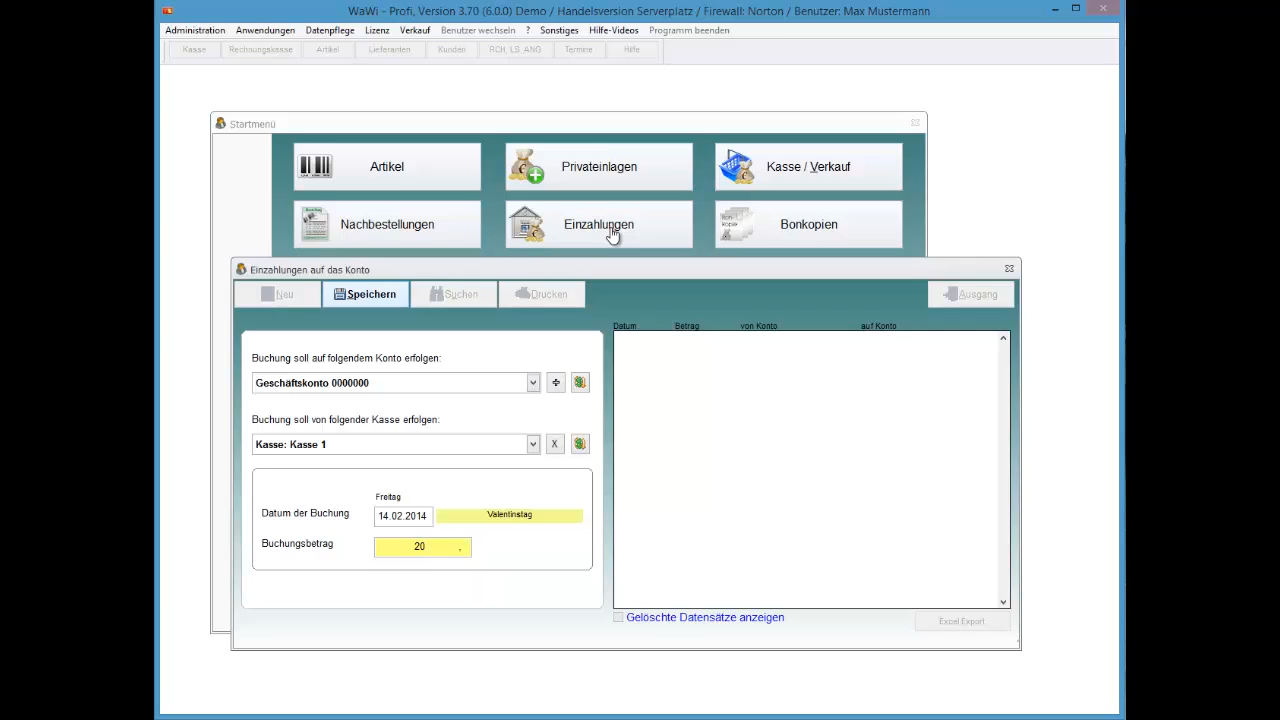 WaWi - Profi, Version 3.70 (6.0.0) Demo / Handelsversion Serverplatz / Firewall: Norton / Benutzer: Max Mustermann
Administration Anwendungen Datenpflege Lizenz Verkauf Benutzer wechseln ? Sonstiges Hilfe-Videos Programm beenden
Kasse Rechnungskasse Artikel Lieferanten Kunden RCH, LS, ANG Termine Hilfe
Startmenü
Artikel Privateinlagen Kasse / Verkauf
Nachbestellungen Einzahlungen Bonkopien
Einzahlungen auf das Konto
Neu Speichern Suchen Drucken Ausgang
Datum Betrag von Konto auf Konto
Buchung soll auf folgendem Konto erfolgen:
Geschäftskonto 0000000
Buchung soll von folgender Kasse erfolgen:
Kasse: Kasse 1 X
Freitag
Datum der Buchung 14.02.2014 Valentinstag
Buchungsbetrag 20 ,
Gelöschte Datensätze anzeigen
Excel Export